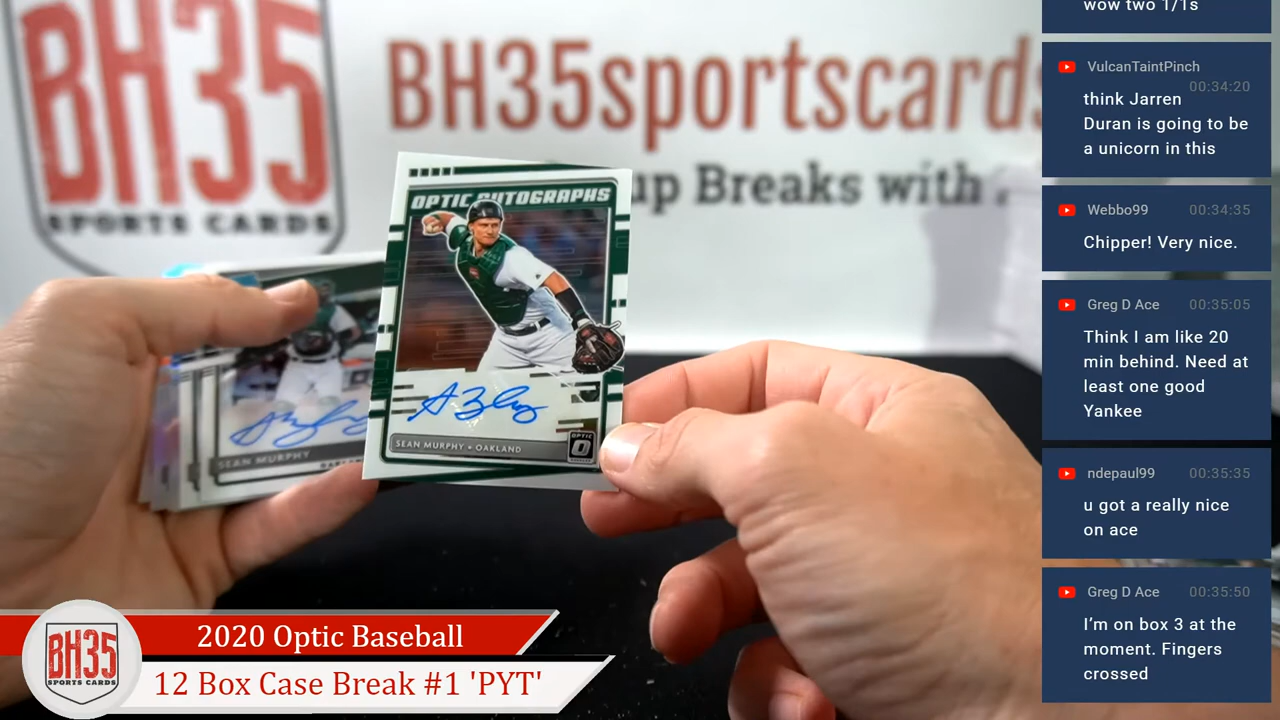 BH35
SPORTS CARDS
BH35sportscards
up Breaks with
OPTIC AUTOGRAPHS
SEAN MURPHY • OAKLAND
OPTIC
SEAN MURPHY
2020 Optic Baseball
12 Box Case Break #1 'PYT'
BH35
SPORTS CARDS
wow two 1/1s
VulcanTaintPinch
00:34:20
think Jarren
Duran is going to be
a unicorn in this
Webbo99 00:34:35
Chipper! Very nice.
Greg D Ace 00:35:05
Think I am like 20
min behind. Need at
least one good
Yankee
ndepaul99 00:35:35
u got a really nice
on ace
Greg D Ace 00:35:50
I'm on box 3 at the
moment. Fingers
crossed